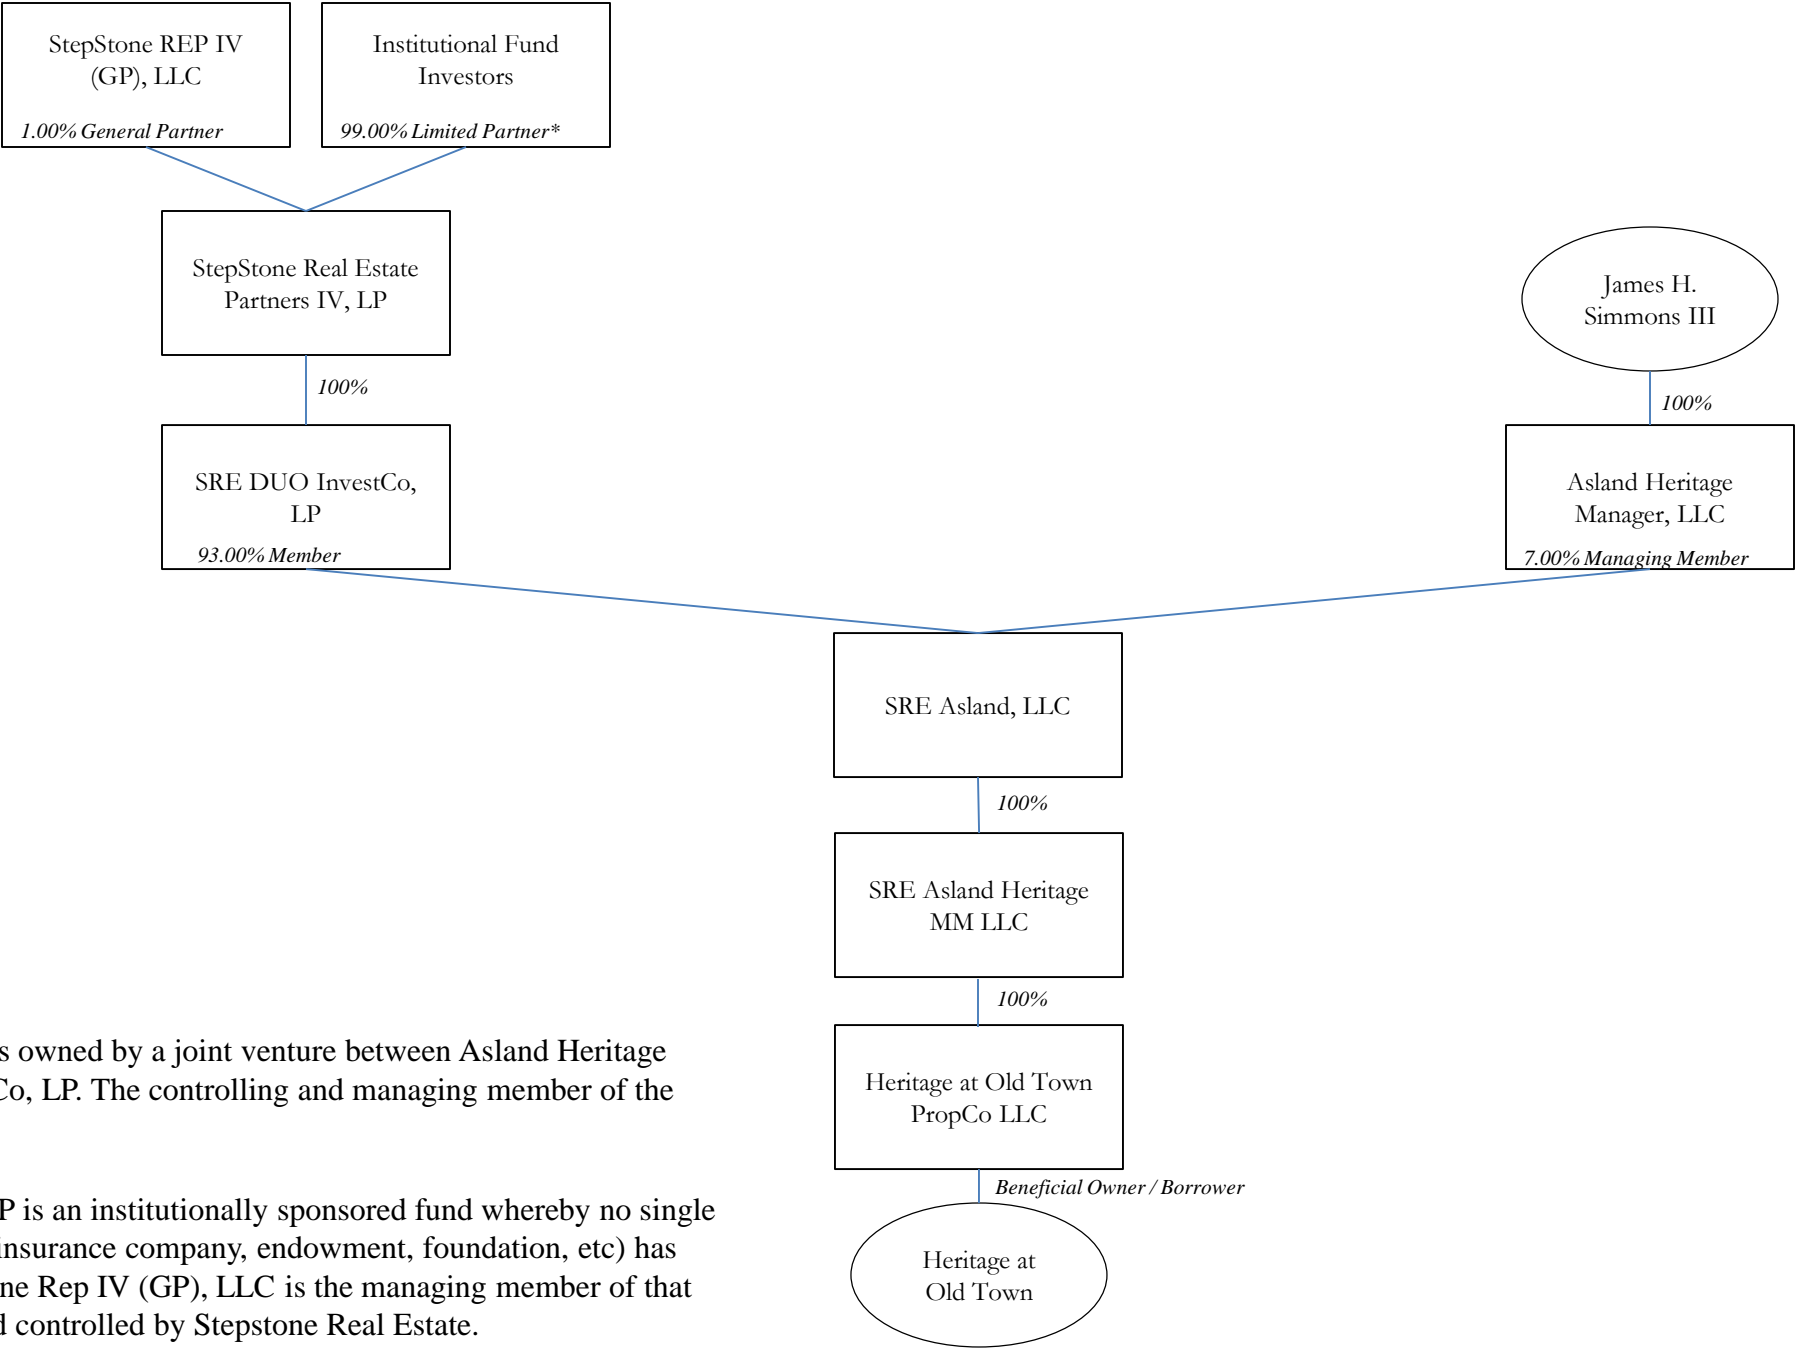 StepStone REP IV
(GP), LLC
1.00% General Partner
Institutional Fund
Investors
99.00% Limited Partner*
StepStone Real Estate
Partners IV, LP
James H.
Simmons III
100%
100%
SRE DUO InvestCo,
LP
93.00% Member
Asland Heritage
Manager, LLC
7.00% Managing Member
SRE Asland, LLC
100%
SRE Asland Heritage
MM LLC
100%
Heritage at Old Town
PropCo LLC
Beneficial Owner / Borrower
Heritage at
Old Town
s owned by a joint venture between Asland Heritage
Co, LP. The controlling and managing member of the
P is an institutionally sponsored fund whereby no single
insurance company, endowment, foundation, etc) has
ne Rep IV (GP), LLC is the managing member of that
d controlled by Stepstone Real Estate.